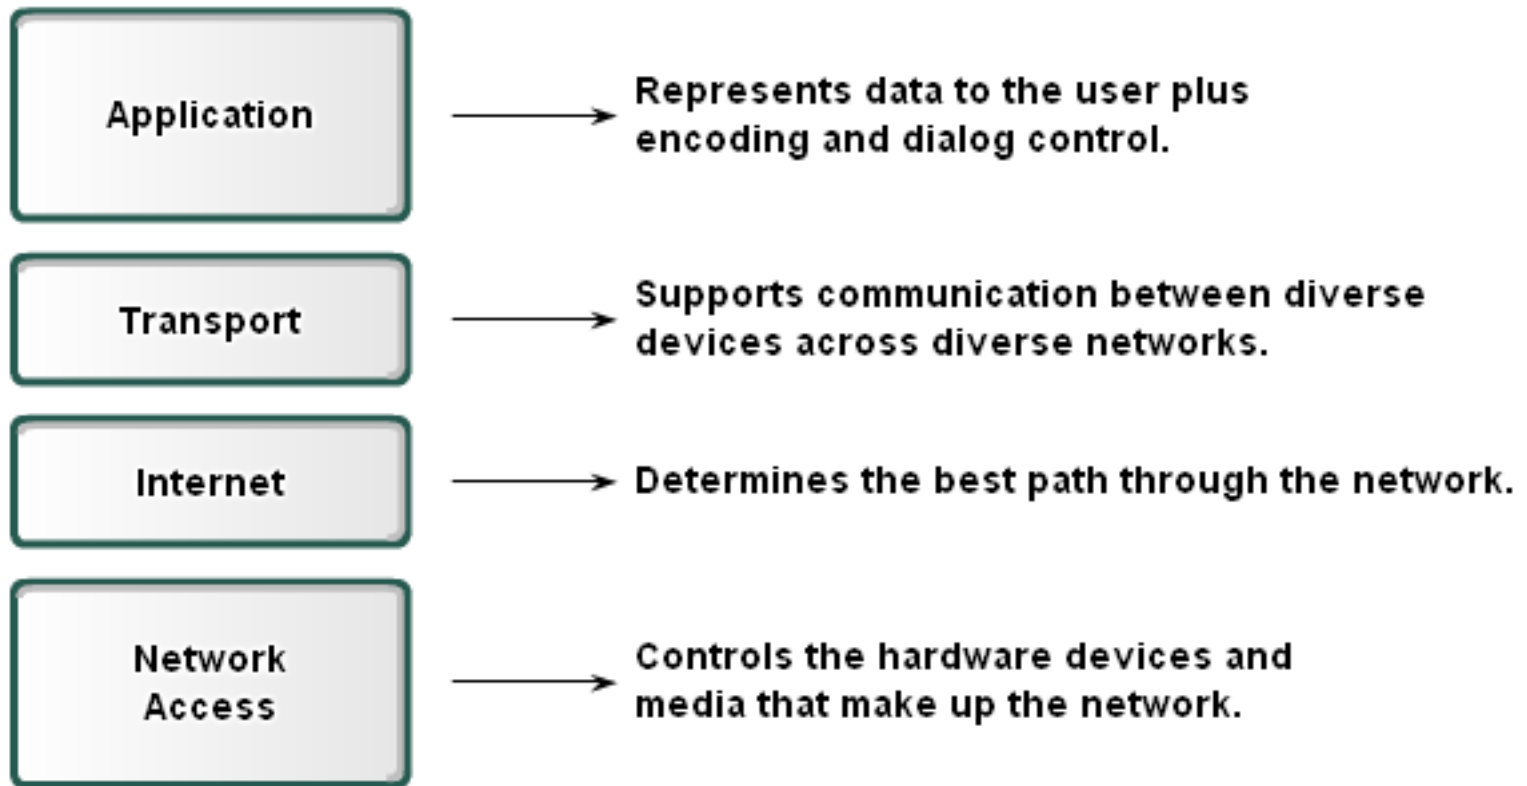 Application
Represents data to the user plus
encoding and dialog control.
Transport
Supports communication between diverse
devices across diverse networks.
Internet
Determines the best path through the network.
Network
Access
Controls the hardware devices and
media that make up the network.